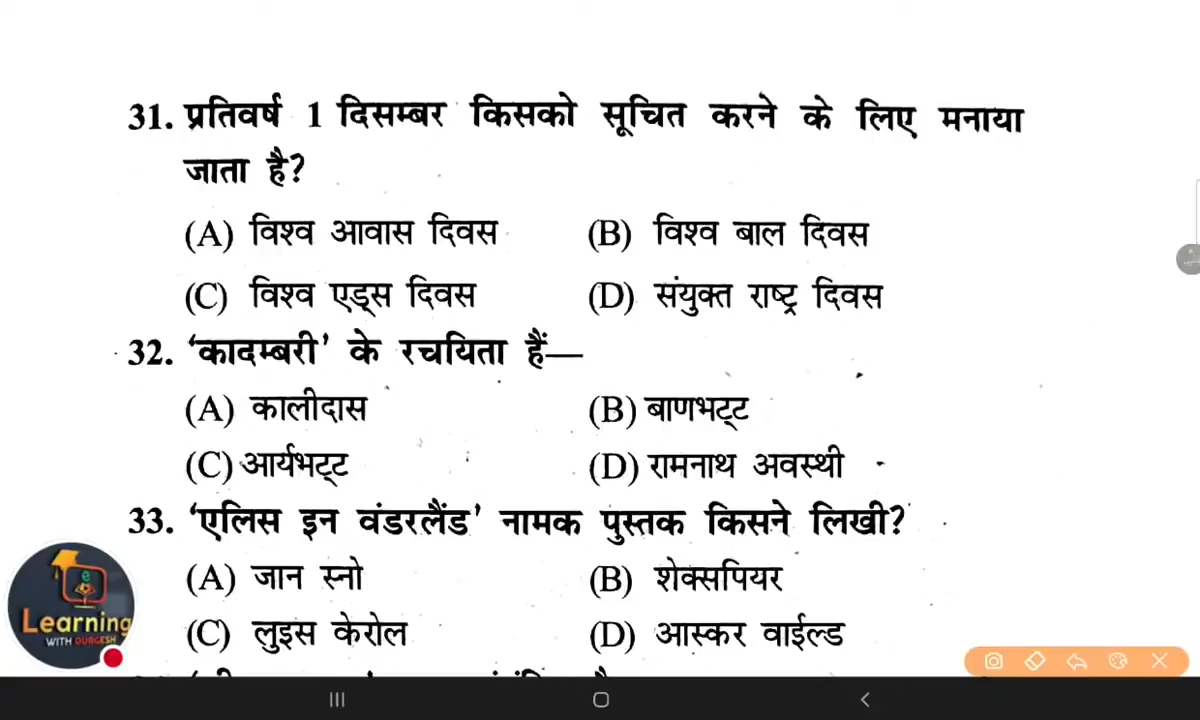 31. प्रतिवर्ष 1 दिसम्बर किसको सूचित करने के लिए मनाया
जाता है?
(A) विश्व आवास दिवस (B) विश्व बाल दिवस
(C) विश्व एड्स दिवस (D) संयुक्त राष्ट्र दिवस
32. 'कादम्बरी' के रचयिता हैं—
(A) कालीदास (B) बाणभट्ट
(C) आर्यभट्ट (D) रामनाथ अवस्थी
33. 'एलिस इन वंडरलैंड' नामक पुस्तक किसने लिखी?
(A) जान स्नो (B) शेक्सपियर
(C) लुइस केरोल (D) आस्कर वाईल्ड
e
Learning
WITH DURGESH